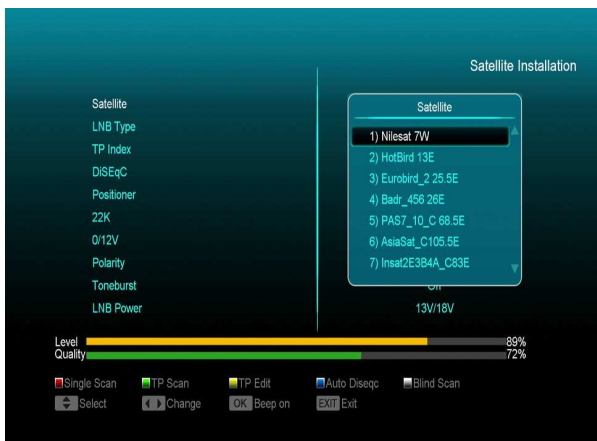 Satellite Installation
Satellite
LNB Type
TP Index
DiSEqC
Positioner
22K
0/12V
Polarity
Toneburst
LNB Power
Satellite
1) Nilesat 7W
2) HotBird 13E
3) Eurobird_2 25.5E
4) Badr_456 26E
5) PAS7_10_C 68.5E
6) AsiaSat_C105.5E
7) Insat2E3B4A_C83E
13V/18V
Level 89%
Quality 72%
Single Scan TP Scan TP Edit Auto Diseqc Blind Scan
Select Change OK Beep on EXIT Exit